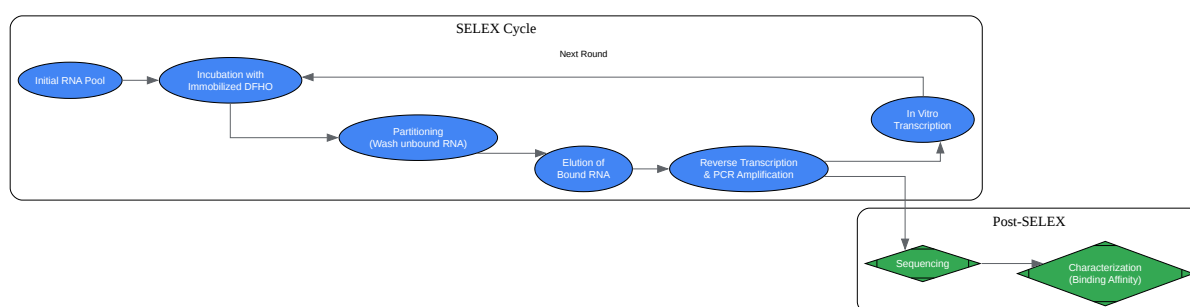 SELEX Cycle
Next Round
Initial RNA Pool
Incubation with
Immobilized DFHO
Partitioning
(Wash unbound RNA)
Elution of
Bound RNA
Reverse Transcription
& PCR Amplification
In Vitro
Transcription
Post-SELEX
Sequencing
Characterization
(Binding Affinity)